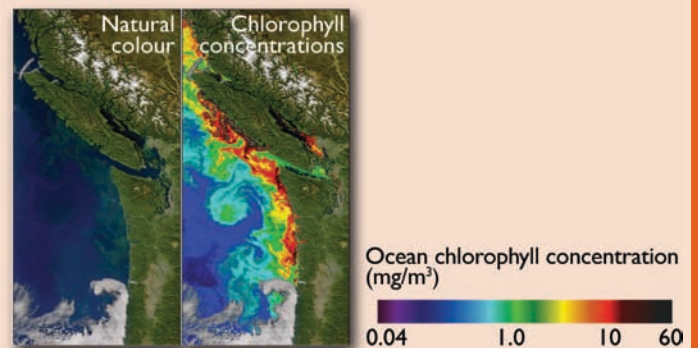 Natural
colour
Chlorophyll
concentrations
Ocean chlorophyll concentration
(mg/m³)
0.04 1.0 10 60